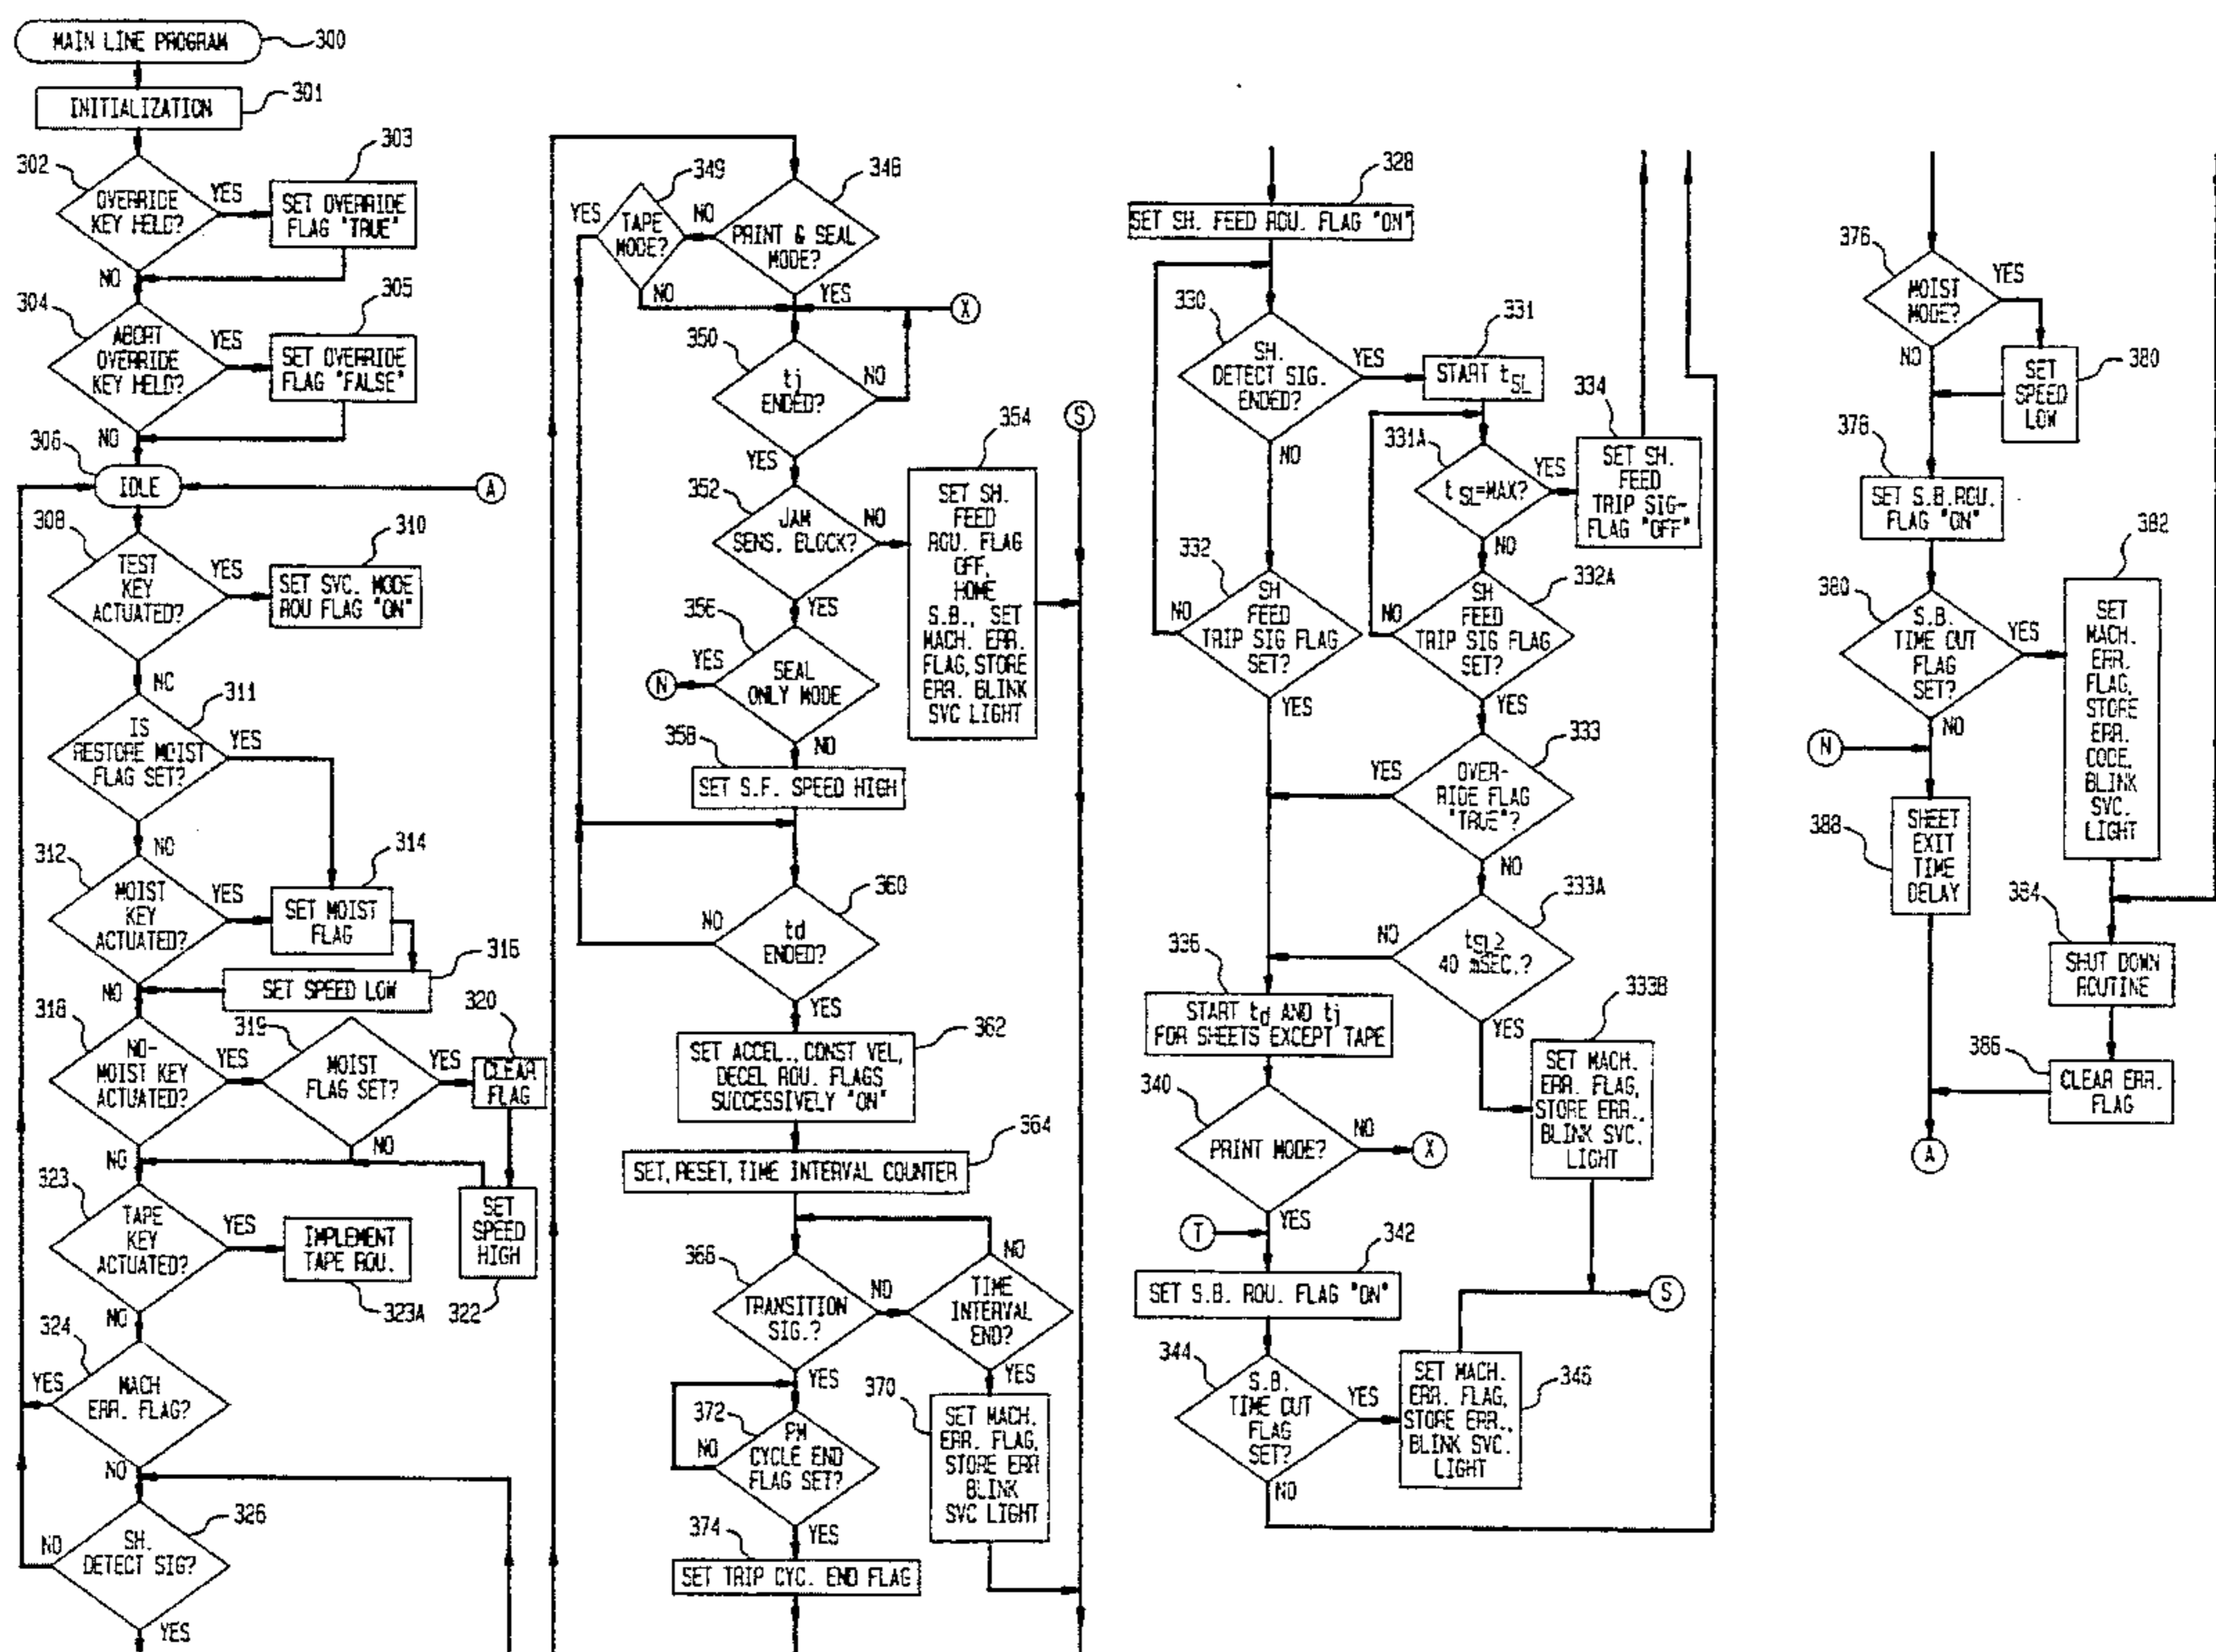 MAIN LINE PROGRAM
300
INITIALIZATION
301
302
OVERRIDE
KEY HELD?
YES
NO
303
SET OVERRIDE
FLAG "TRUE"
304
ABORT
OVERRIDE
KEY HELD?
YES
NO
305
SET OVERRIDE
FLAG "FALSE"
306
IDLE
A
308
TEST
KEY
ACTUATED?
YES
NO
310
SET SVC. MODE
ROU FLAG "ON"
311
IS
RESTORE MOIST
FLAG SET?
YES
NO
312
MOIST
KEY
ACTUATED?
YES
NO
314
SET MOIST
FLAG
316
SET SPEED LOW
318
NO-
MOIST KEY
ACTUATED?
YES
NO
319
MOIST
FLAG SET?
YES
NO
320
CLEAR
FLAG
SET
SPEED
HIGH
322
323
TAPE
KEY
ACTUATED?
YES
NO
IMPLEMENT
TAPE ROU.
323A
324
MACH
ERR. FLAG?
YES
NO
326
SH.
DETECT SIG?
NO
YES
349
TAPE
MODE?
YES
NO
348
PRINT & SEAL
MODE?
NO
YES
X
350
tj
ENDED?
NO
YES
352
JAM
SENS. BLOCK?
NO
YES
354
SET SH.
FEED
ROU. FLAG
OFF,
HOME
S.B., SET
MACH. ERR.
FLAG, STORE
ERR. BLINK
SVC LIGHT
S
356
SEAL
ONLY MODE
YES
N
NO
358
SET S.F. SPEED HIGH
360
td
ENDED?
NO
YES
362
SET ACCEL., CONST VEL,
DECEL ROU. FLAGS
SUCCESSIVELY "ON"
364
SET, RESET, TIME INTERVAL COUNTER
366
TRANSITION
SIG.?
NO
YES
TIME
INTERVAL
END?
NO
YES
370
SET MACH.
ERR. FLAG,
STORE ERR
BLINK
SVC LIGHT
372
PM
CYCLE END
FLAG SET?
NO
YES
374
SET TRIP CYC. END FLAG
328
SET SH. FEED ROU. FLAG "ON"
330
SH.
DETECT SIG.
ENDED?
YES
NO
331
START tSL
331A
tSL=MAX?
YES
NO
334
SET SH.
FEED
TRIP SIG-
FLAG "OFF"
332
SH
FEED
TRIP SIG FLAG
SET?
NO
YES
332A
SH
FEED
TRIP SIG FLAG
SET?
NO
YES
333
OVER-
RIDE FLAG
"TRUE"?
YES
NO
333A
tSL≥
40 mSEC.?
NO
YES
333B
SET MACH.
ERR. FLAG,
STORE ERR.,
BLINK SVC.
LIGHT
336
START td AND tj
FOR SHEETS EXCEPT TAPE
340
PRINT MODE?
NO
X
YES
T
342
SET S.B. ROU. FLAG "ON"
S
344
S.B.
TIME OUT
FLAG
SET?
YES
NO
346
SET MACH.
ERR. FLAG,
STORE ERR.,
BLINK SVC.
LIGHT
376
MOIST
MODE?
YES
NO
380
SET
SPEED
LOW
378
SET S.B.ROU.
FLAG "ON"
380
S.B.
TIME OUT
FLAG
SET?
YES
NO
382
SET
MACH.
ERR.
FLAG,
STORE
ERR.
CODE,
BLINK
SVC.
LIGHT
N
388
SHEET
EXIT
TIME
DELAY
384
SHUT DOWN
ROUTINE
386
CLEAR ERR.
FLAG
A